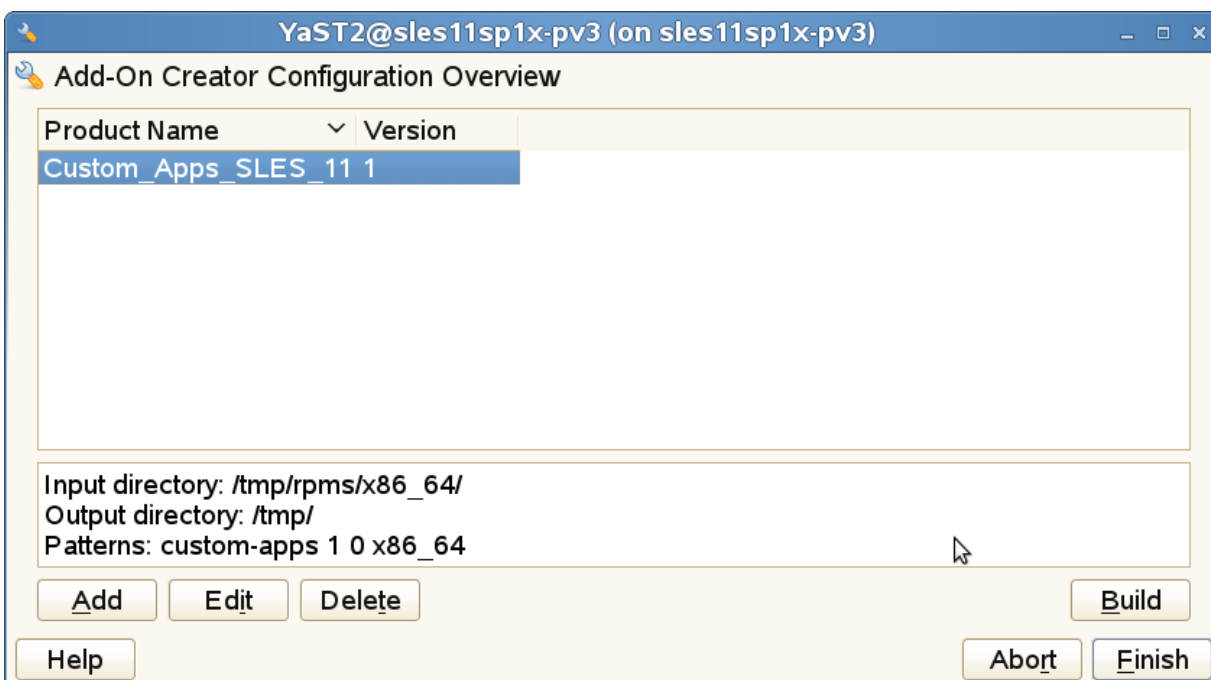 YaST2@sles11sp1x-pv3 (on sles11sp1x-pv3)
Add-On Creator Configuration Overview
Product Name Version
Custom_Apps_SLES_11 1
Input directory: /tmp/rpms/x86_64/
Output directory: /tmp/
Patterns: custom-apps 1 0 x86_64
Add Edit Delete Build
Help Abort Finish